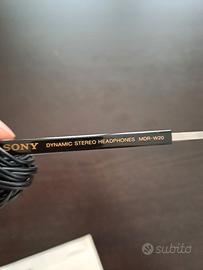 SONY DYNAMIC STEREO HEADPHONES MDR-W20
subito